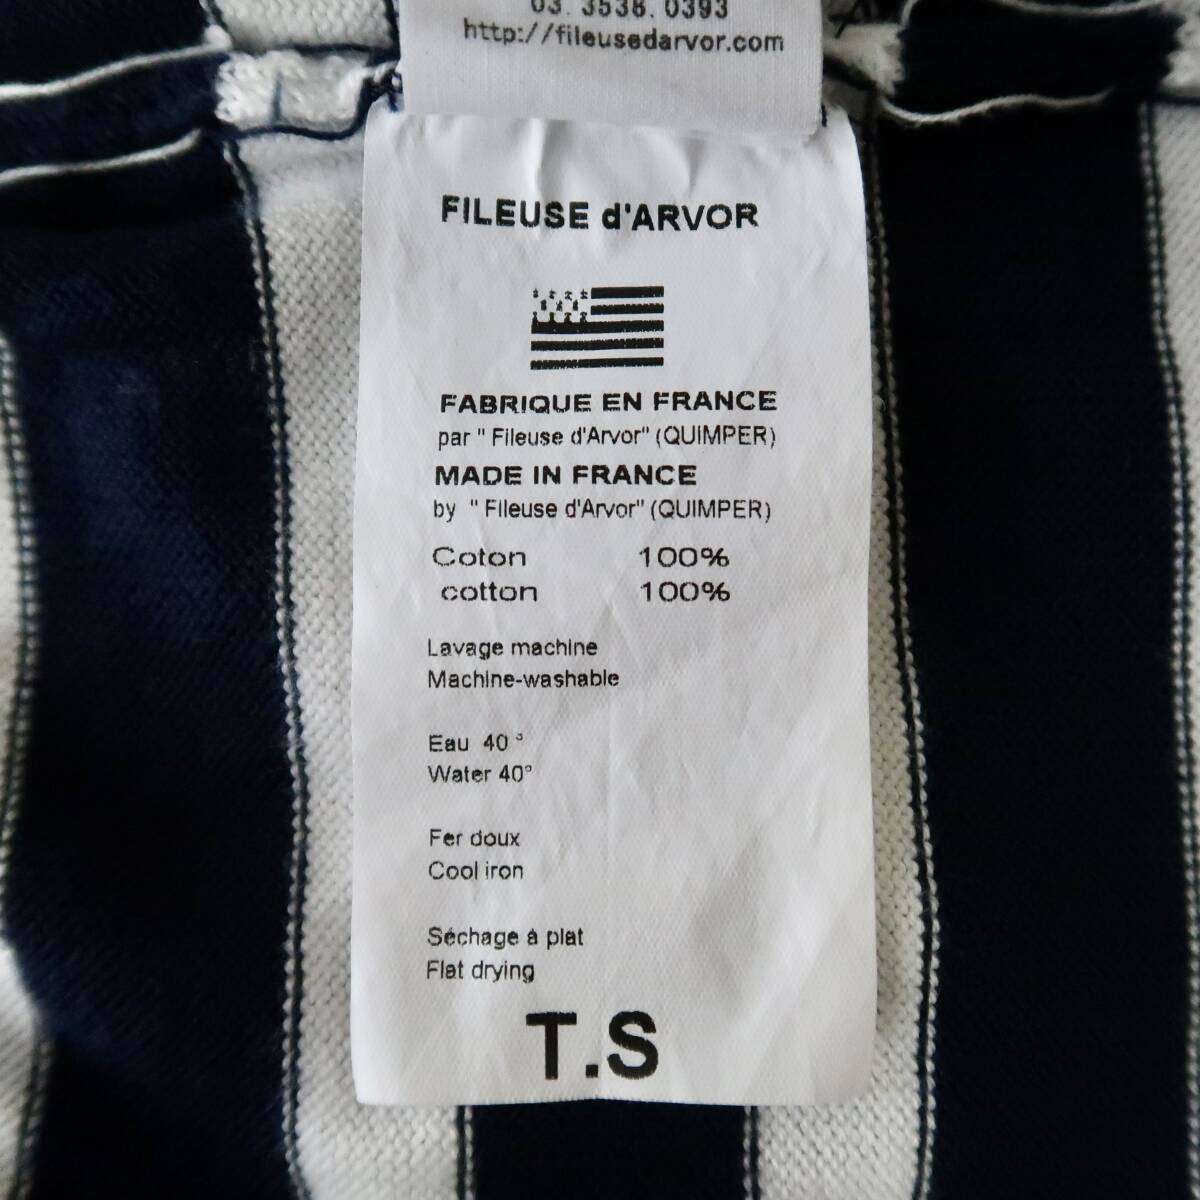 03. 3538. 0393
http://fileusedarvor.com
FILEUSE d'ARVOR
FABRIQUE EN FRANCE
par " Fileuse d'Arvor" (QUIMPER)
MADE IN FRANCE
by " Fileuse d'Arvor" (QUIMPER)
Coton 100%
cotton 100%
Lavage machine
Machine-washable
Eau 40°
Water 40°
Fer doux
Cool iron
Séchage à plat
Flat drying
T.S